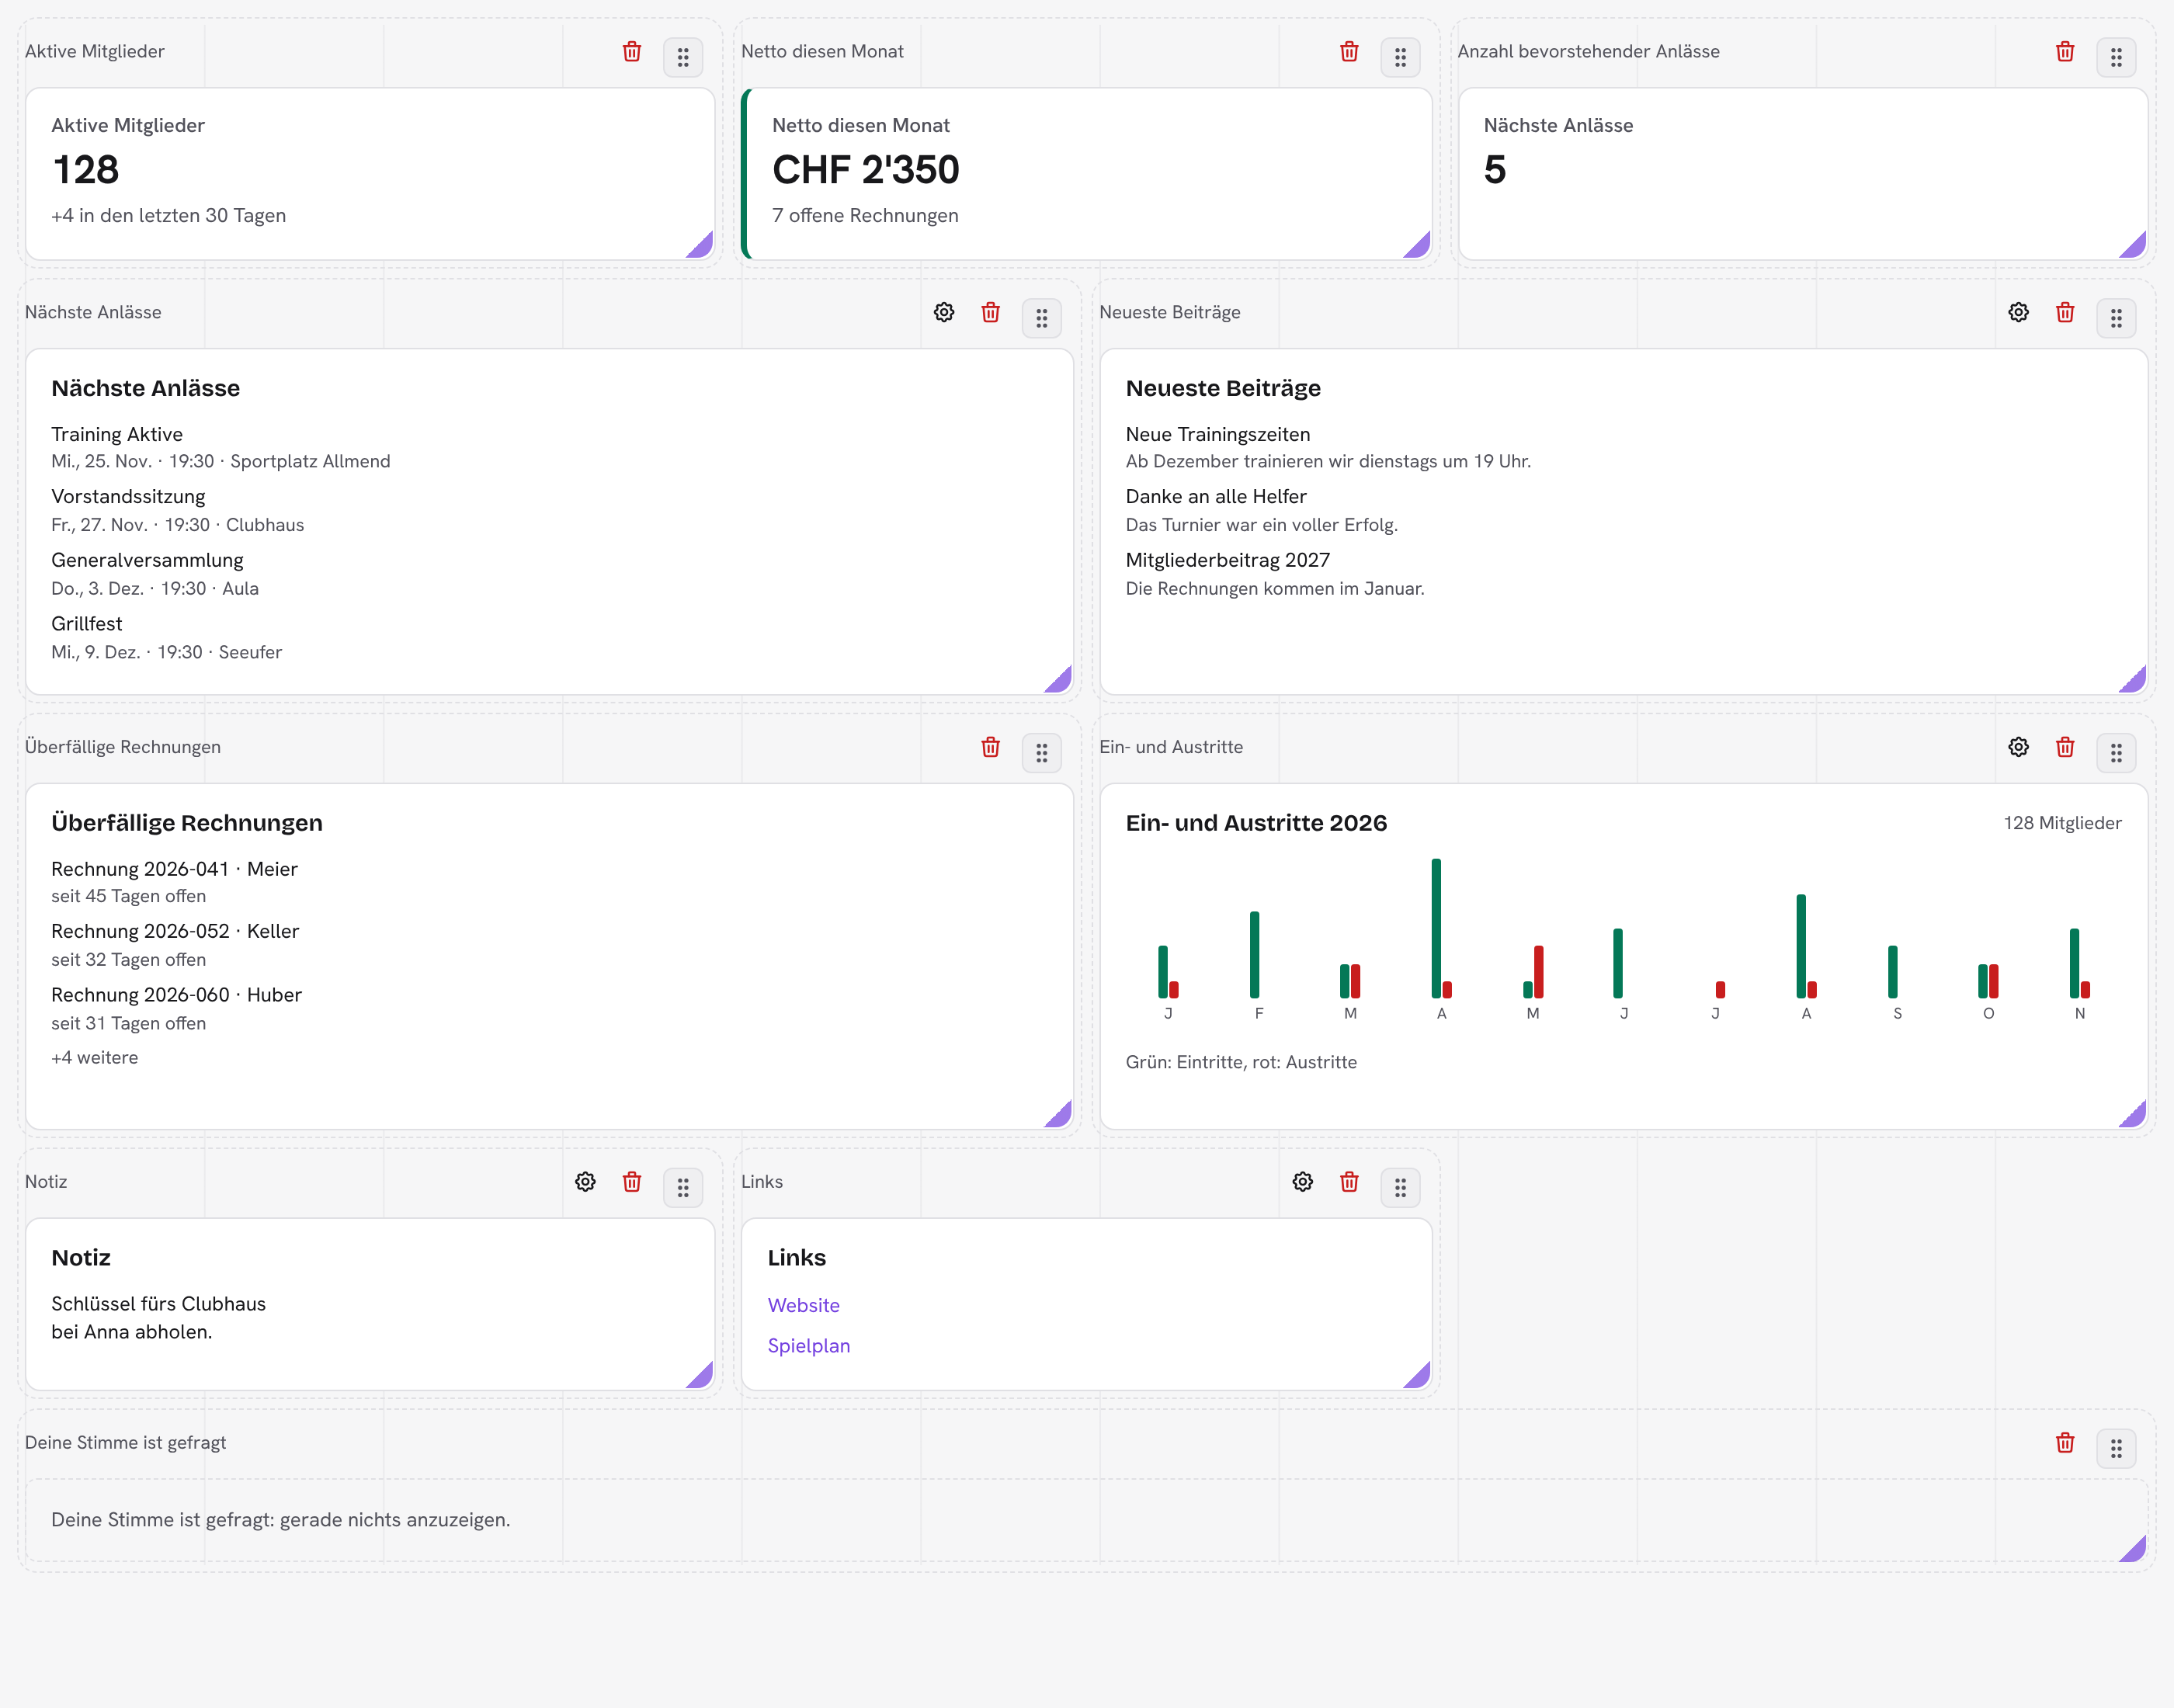 Aktive Mitglieder
Netto diesen Monat
Anzahl bevorstehender Anlässe
Aktive Mitglieder
128
+4 in den letzten 30 Tagen
Netto diesen Monat
CHF 2'350
7 offene Rechnungen
Nächste Anlässe
5
Nächste Anlässe
Neueste Beiträge
Nächste Anlässe
Training Aktive
Mi., 25. Nov. · 19:30 · Sportplatz Allmend
Vorstandssitzung
Fr., 27. Nov. · 19:30 · Clubhaus
Generalversammlung
Do., 3. Dez. · 19:30 · Aula
Grillfest
Mi., 9. Dez. · 19:30 · Seeufer
Neueste Beiträge
Neue Trainingszeiten
Ab Dezember trainieren wir dienstags um 19 Uhr.
Danke an alle Helfer
Das Turnier war ein voller Erfolg.
Mitgliederbeitrag 2027
Die Rechnungen kommen im Januar.
Überfällige Rechnungen
Ein- und Austritte
Überfällige Rechnungen
Rechnung 2026-041 · Meier
seit 45 Tagen offen
Rechnung 2026-052 · Keller
seit 32 Tagen offen
Rechnung 2026-060 · Huber
seit 31 Tagen offen
+4 weitere
Ein- und Austritte 2026
128 Mitglieder
J F M A M J J A S O N
Grün: Eintritte, rot: Austritte
Notiz
Links
Notiz
Schlüssel fürs Clubhaus
bei Anna abholen.
Links
Website
Spielplan
Deine Stimme ist gefragt
Deine Stimme ist gefragt: gerade nichts anzuzeigen.